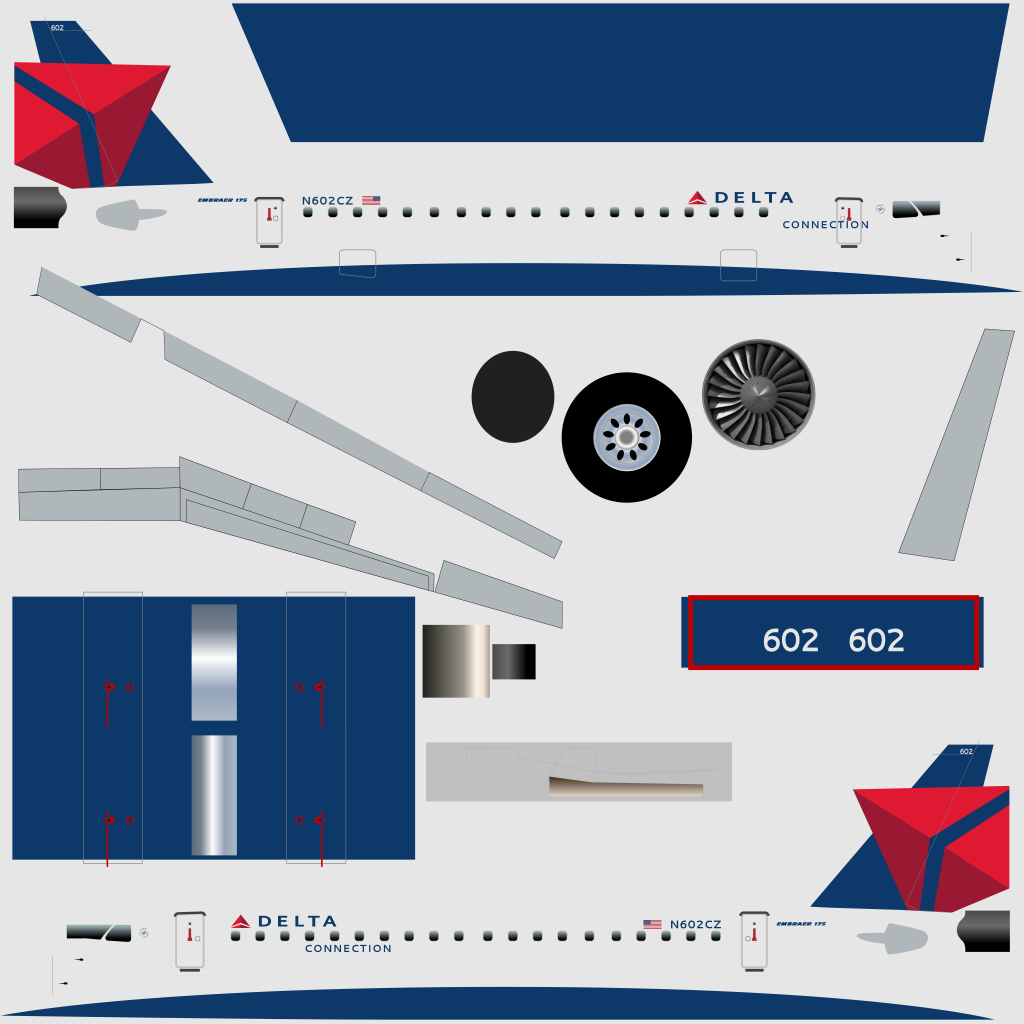 602
EMBRAER 175
N602CZ
DELTA
CONNECTION
602 602
602
DELTA
CONNECTION
N602CZ
EMBRAER 175